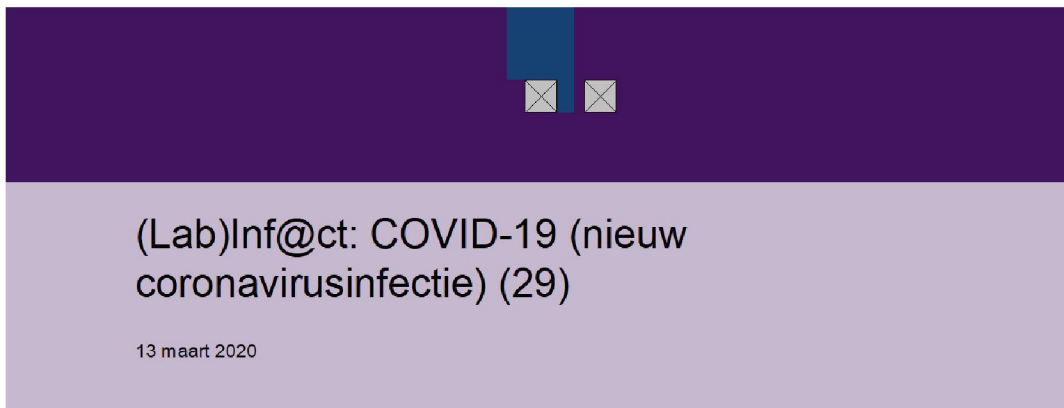 (Lab)Inf@ct: COVID-19 (nieuw
coronavirusinfectie) (29)
13 maart 2020